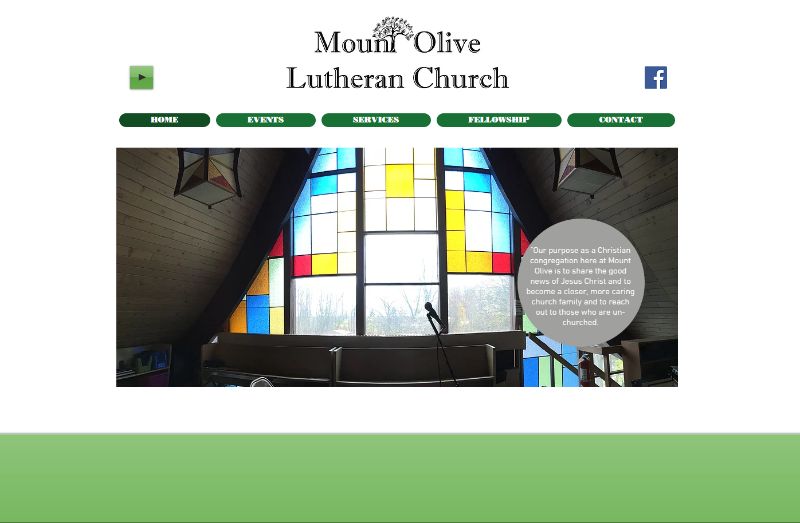 Mount Olive
Lutheran Church
HOME
EVENTS
SERVICES
FELLOWSHIP
CONTACT
"Our purpose as a Christian
congregation here at Mount
Olive is to share the good
news of Jesus Christ and to
become a closer, more caring
church family and to reach
out to those who are un-
churched.